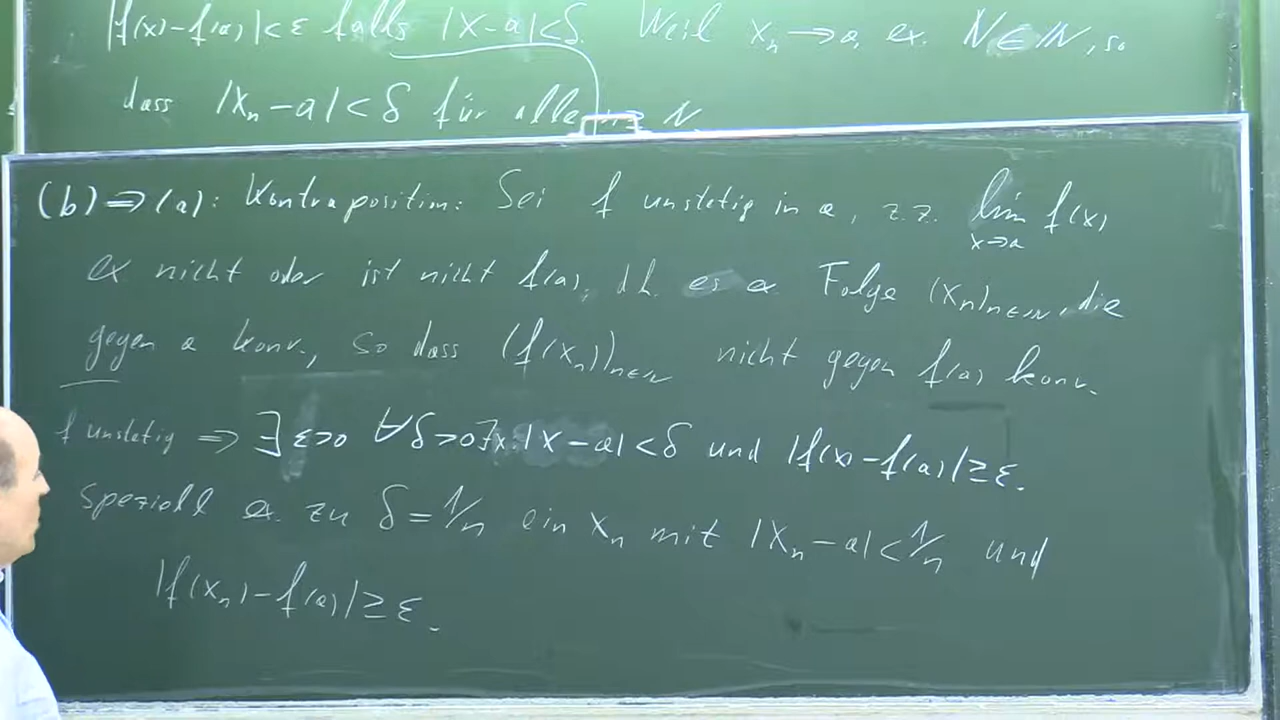 |f(x)-f(a)|<ε falls |x-a|<δ. Weil xₙ→a, ex. N∈ℕ, so
dass |xₙ-a|<δ für alle n≥N
(b)⇒(a): Kontraposition: Sei f unstetig in a, z.z. lim f(x)
x→a
ex nicht oder ist nicht f(a), d.h. es ex Folge (xₙ)ₙ∈ℕ, die
gegen a konv., so dass (f(xₙ))ₙ∈ℕ nicht gegen f(a) konv.
f unstetig ⇒ ∃ε>0 ∀δ>0 ∃x: |x-a|<δ und |f(x)-f(a)|≥ε.
Speziell ex. zu δ=1/n ein xₙ mit |xₙ-a|<1/n und
|f(xₙ)-f(a)|≥ε.